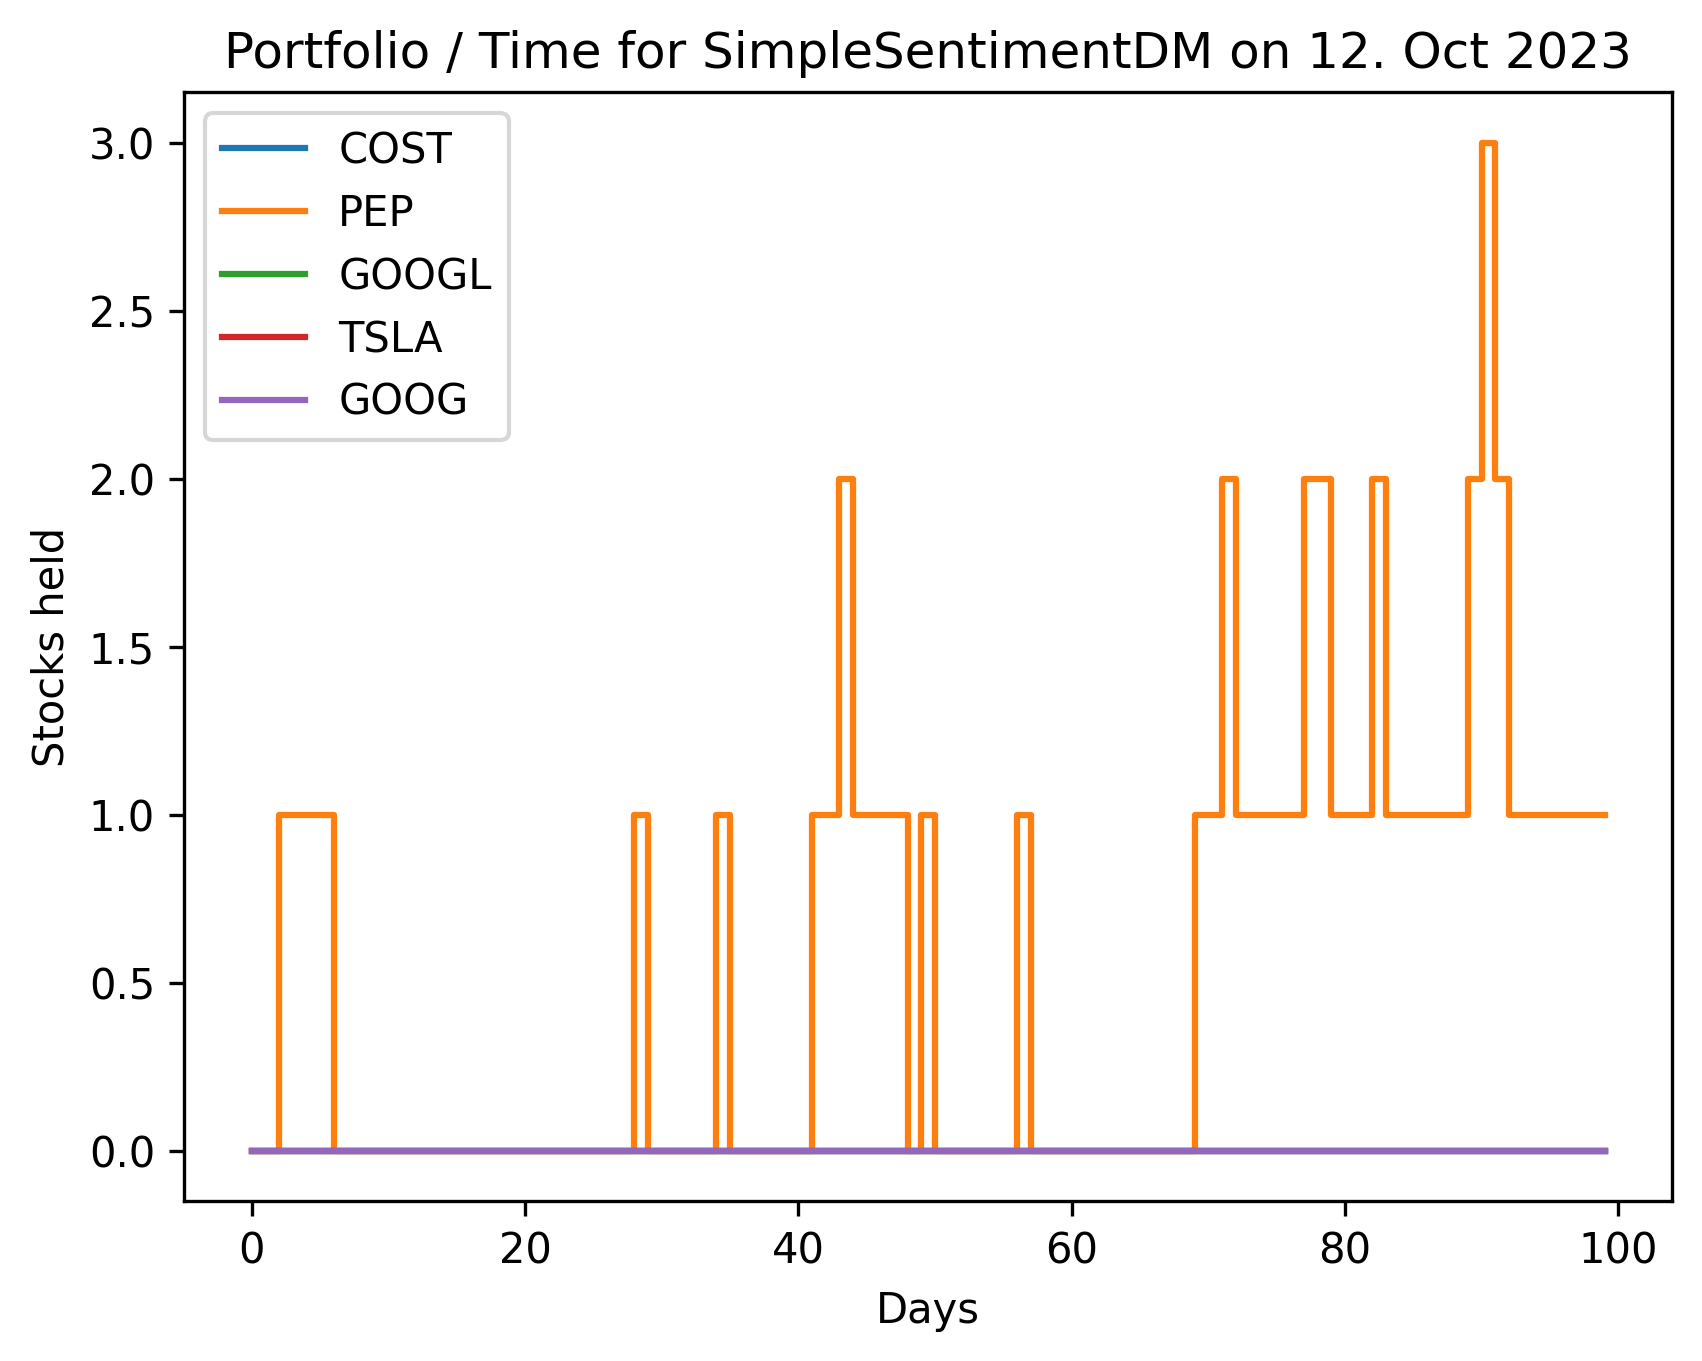 Portfolio / Time for SimpleSentimentDM on 12. Oct 2023
COST
PEP
GOOGL
TSLA
GOOG
Stocks held
3.0
2.5
2.0
1.5
1.0
0.5
0.0
0 20 40 60 80 100
Days